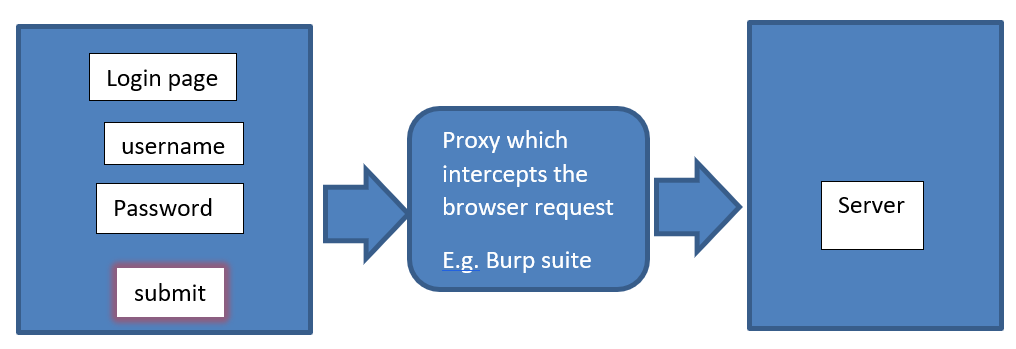 Login page
username
Password
submit
Proxy which
intercepts the
browser request
E.g. Burp suite
Server